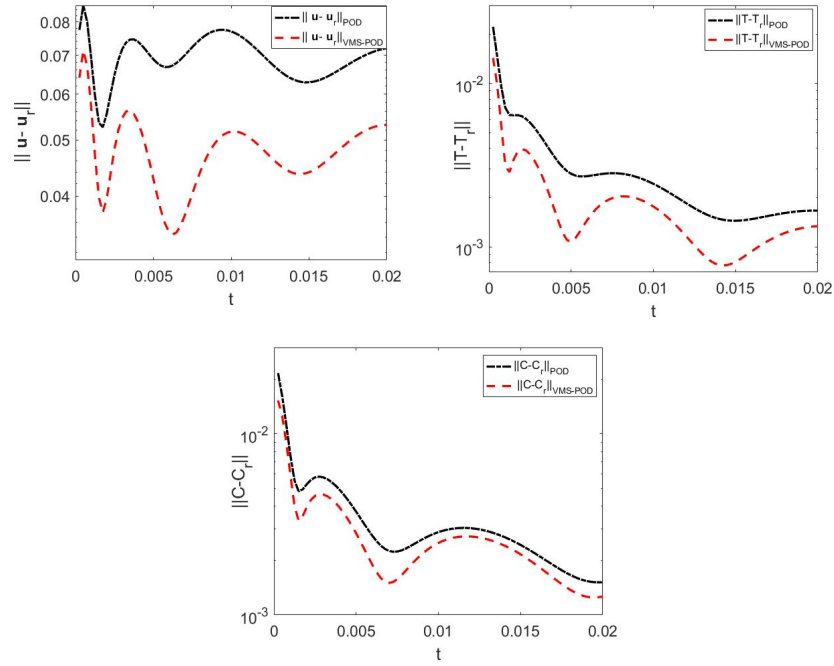 || u- u_r||_POD
|| u- u_r||_VMS-POD
0.08
0.07
0.06
0.05
0.04
|| u- u_r||
0
0.005
0.01
0.015
0.02
t
||T-T_r||_POD
||T-T_r||_VMS-POD
10^-2
10^-3
||T-T_r||
0
0.005
0.01
0.015
0.02
t
||C-C_r||_POD
||C-C_r||_VMS-POD
10^-2
10^-3
||C-C_r||
0
0.005
0.01
0.015
0.02
t